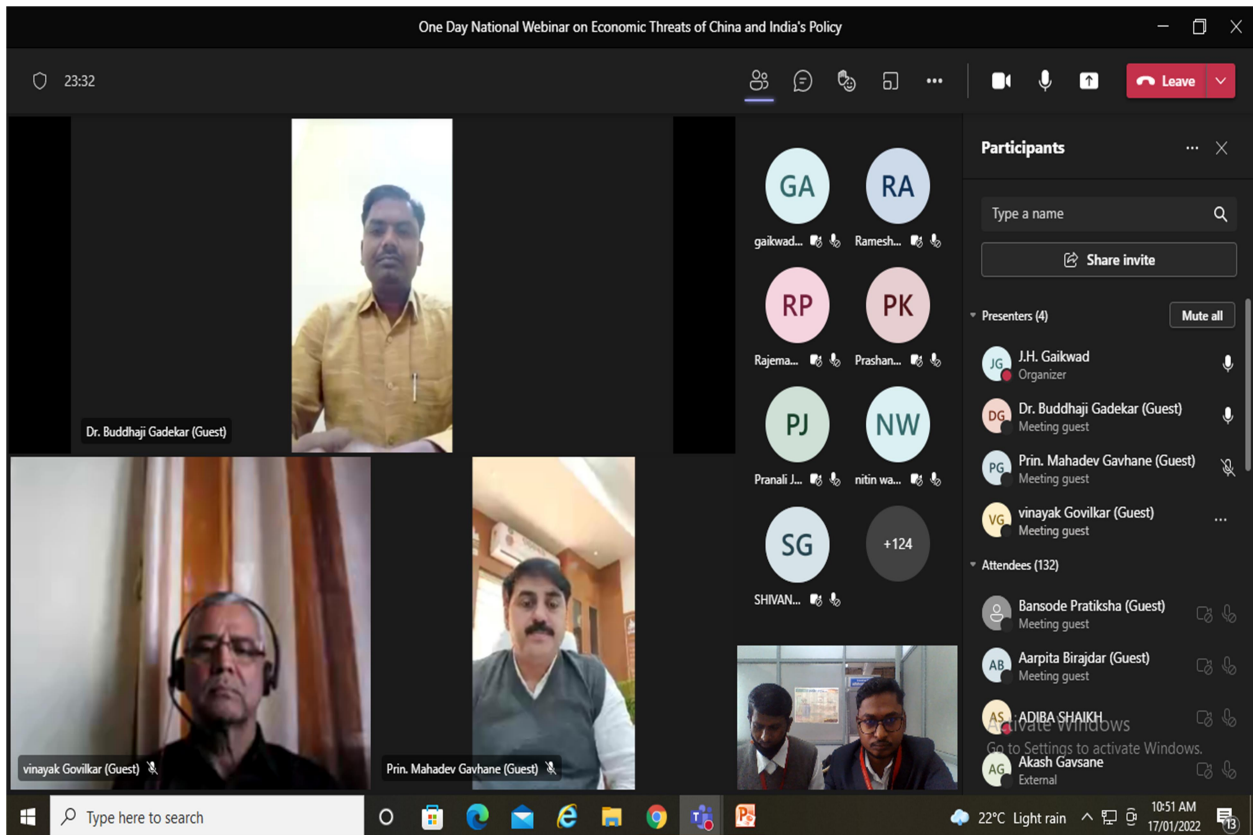 One Day National Webinar on Economic Threats of China and India's Policy
23:32
Leave
Dr. Buddhaji Gadekar (Guest)
vinayak Govilkar (Guest)
Prin. Mahadev Gavhane (Guest)
GA
RA
gaikwad...
Ramesh...
RP
PK
Rajema...
Prashan...
PJ
NW
Pranali J...
nitin wa...
SG
+124
SHIVAN...
Participants
Type a name
Share invite
Presenters (4)
Mute all
JG
J.H. Gaikwad
Organizer
DG
Dr. Buddhaji Gadekar (Guest)
Meeting guest
PG
Prin. Mahadev Gavhane (Guest)
Meeting guest
VG
vinayak Govilkar (Guest)
Meeting guest
Attendees (132)
Bansode Pratiksha (Guest)
Meeting guest
AB
Aarpita Birajdar (Guest)
Meeting guest
AS
ADIBA SHAIKH
Activate Windows
Go to Settings to activate Windows.
AG
Akash Gavsane
External
Type here to search
22°C Light rain
10:51 AM
17/01/2022
13